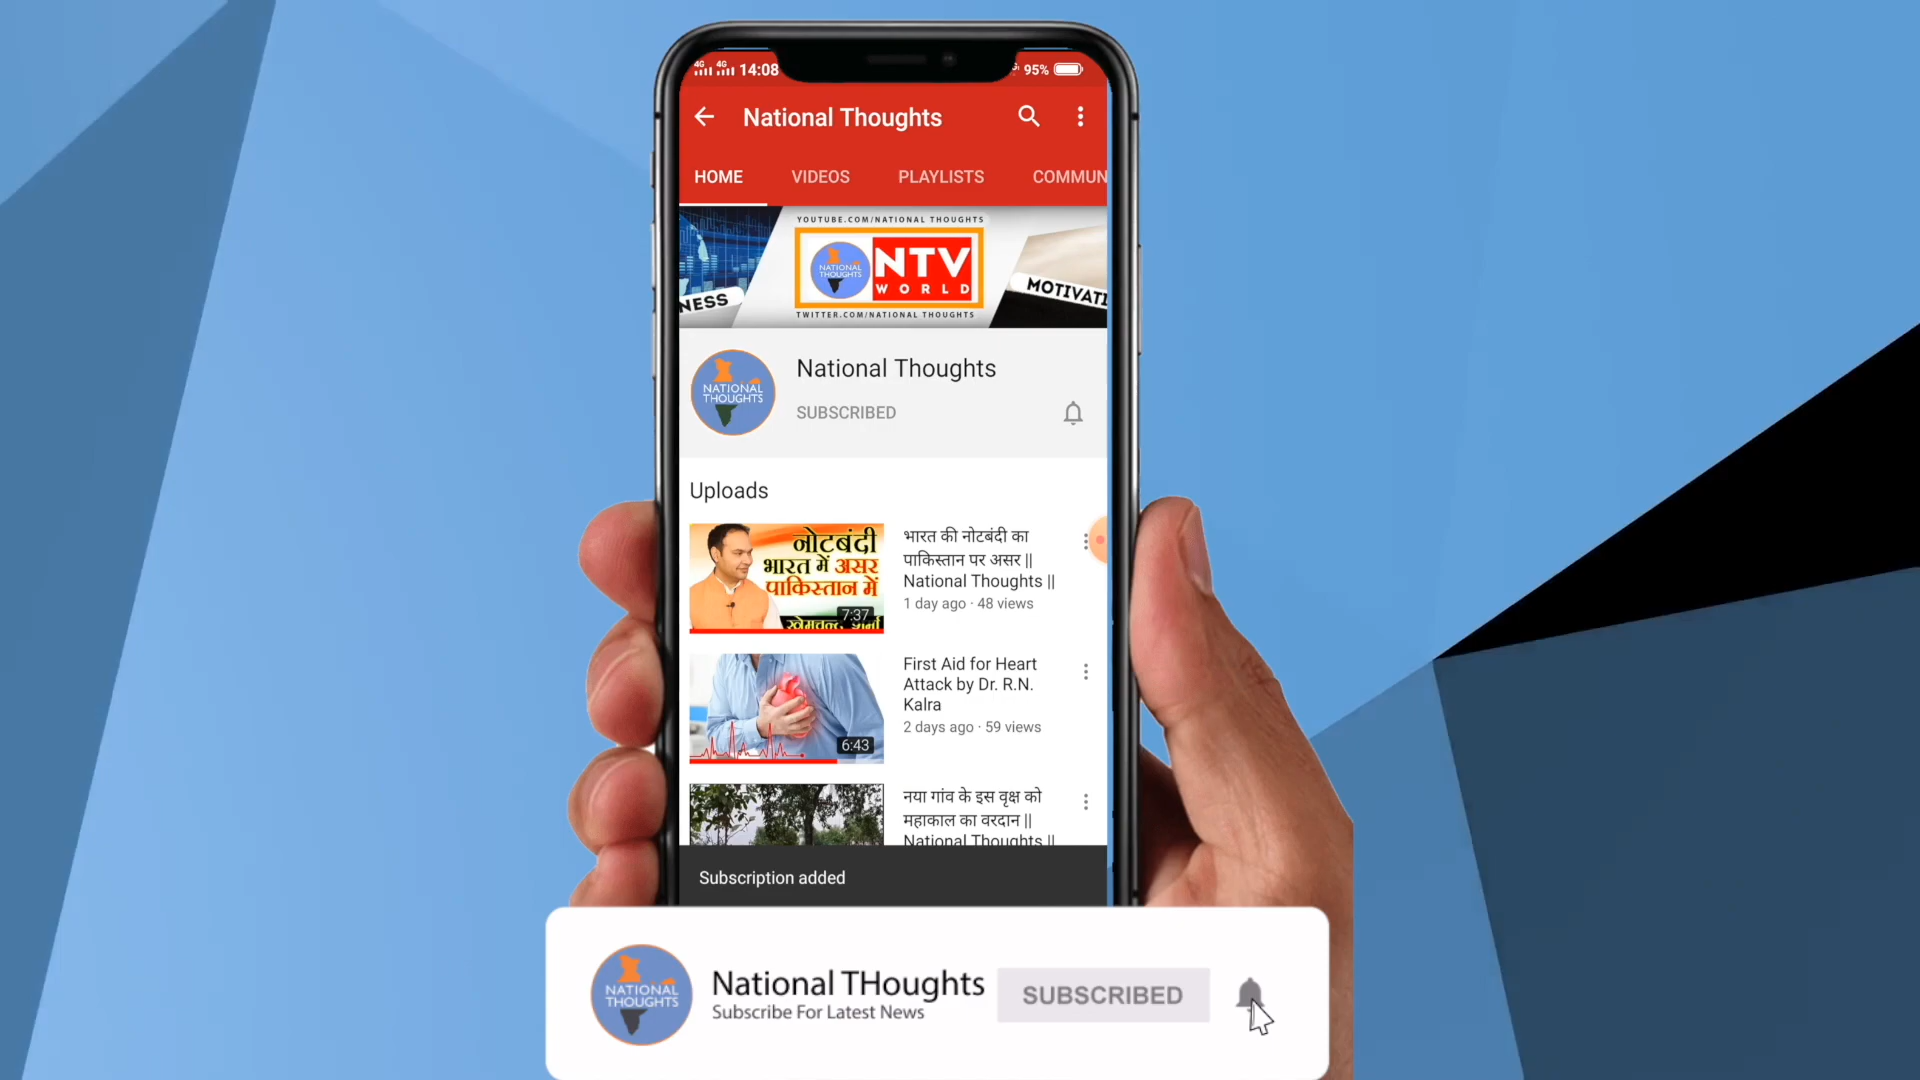 4G 4G 14:08
95%
National Thoughts
HOME VIDEOS PLAYLISTS COMMUN
YOUTUBE.COM/NATIONAL THOUGHTS
NATIONAL
THOUGHTS
NTV
WORLD
NESS
MOTIVATI
TWITTER.COM/NATIONAL THOUGHTS
NATIONAL
THOUGHTS
National Thoughts
SUBSCRIBED
Uploads
नोटबंदी
भारत में असर
पाकिस्तान में
7:37
भारत की नोटबंदी का
पाकिस्तान पर असर ||
National Thoughts ||
1 day ago · 48 views
6:43
First Aid for Heart
Attack by Dr. R.N.
Kalra
2 days ago · 59 views
नया गांव के इस वृक्ष को
महाकाल का वरदान ||
National Thoughts ||
Subscription added
NATIONAL
THOUGHTS
National THoughts
Subscribe For Latest News
SUBSCRIBED